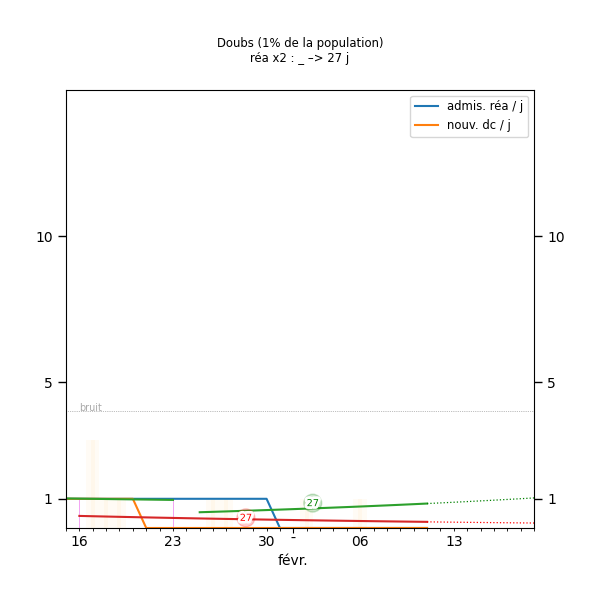 Doubs (1% de la population)
réa x2 : _ –> 27 j
admis. réa / j
nouv. dc / j
10 10
5 5
bruit
1 1
27
27
16 23 30 - 06 13
févr.